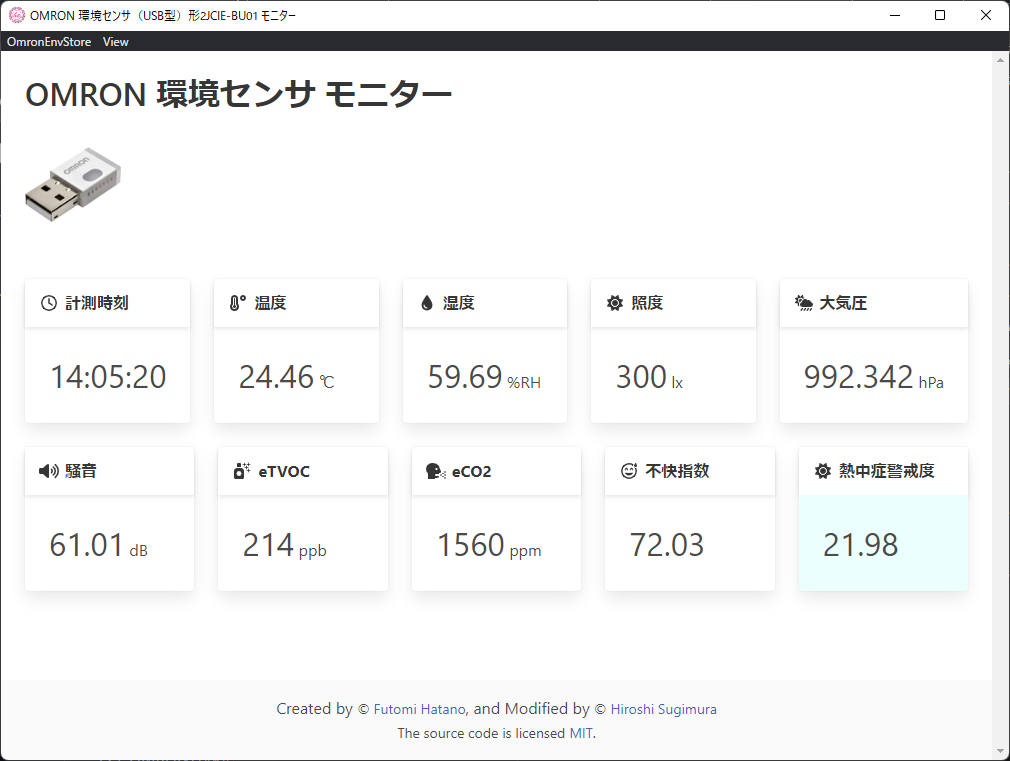 OMRON 環境センサ（USB型）形2JCIE-BU01 モニター
OmronEnvStore View
OMRON 環境センサ モニター
OMRON
計測時刻 温度 湿度 照度 大気圧
14:05:20 24.46 ℃ 59.69 %RH 300 lx 992.342 hPa
騒音 eTVOC eCO2 不快指数 熱中症警戒度
61.01 dB 214 ppb 1560 ppm 72.03 21.98
Created by © Futomi Hatano, and Modified by © Hiroshi Sugimura
The source code is licensed MIT.